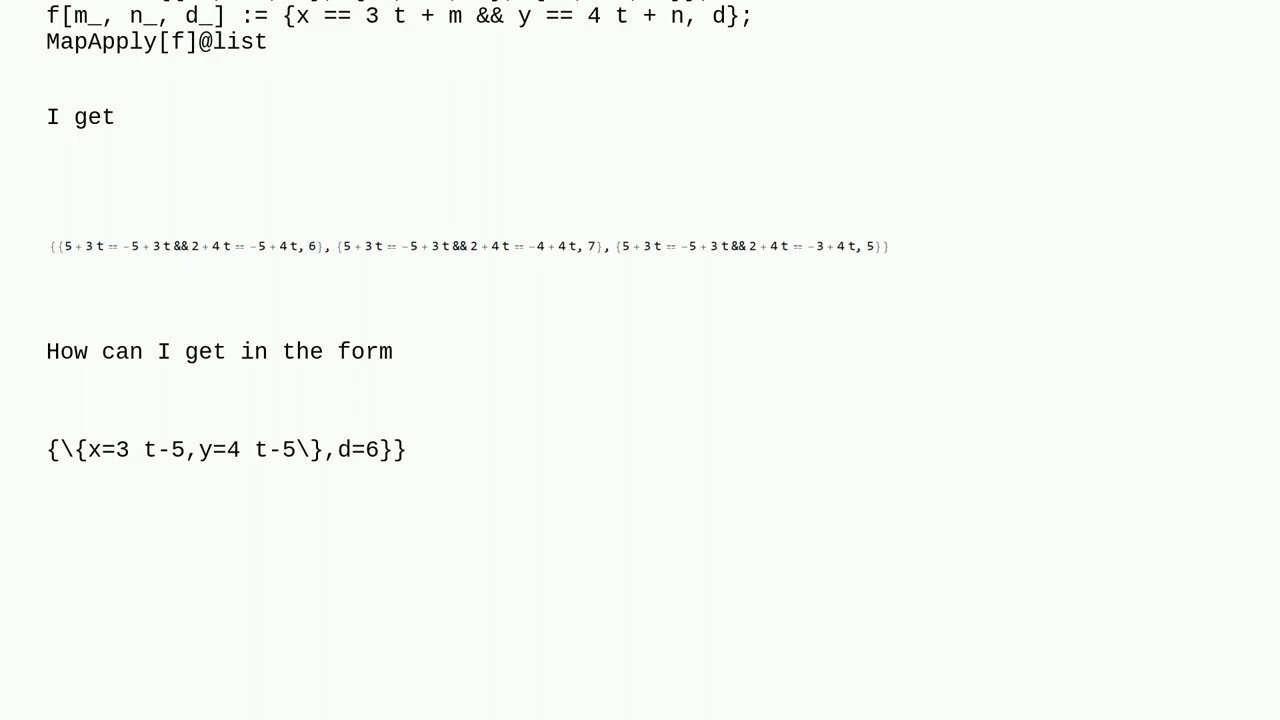 f[m_, n_, d_] := {x == 3 t + m && y == 4 t + n, d};
MapApply[f]@list
I get
{{5 + 3 t == -5 + 3 t && 2 + 4 t == -5 + 4 t, 6}, {5 + 3 t == -5 + 3 t && 2 + 4 t == -4 + 4 t, 7}, {5 + 3 t == -5 + 3 t && 2 + 4 t == -3 + 4 t, 5}}
How can I get in the form
{\{x=3 t-5,y=4 t-5\},d=6}}